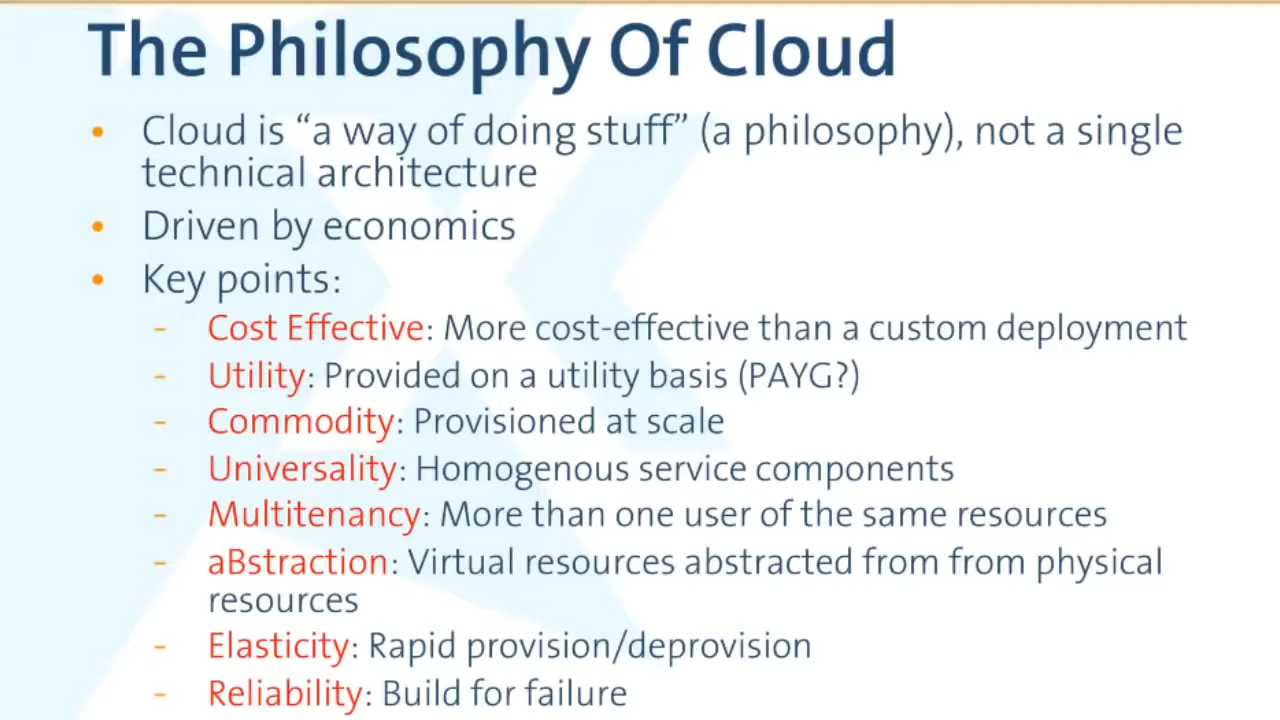 The Philosophy Of Cloud
• Cloud is “a way of doing stuff” (a philosophy), not a single
technical architecture
• Driven by economics
• Key points:
- Cost Effective: More cost-effective than a custom deployment
- Utility: Provided on a utility basis (PAYG?)
- Commodity: Provisioned at scale
- Universality: Homogenous service components
- Multitenancy: More than one user of the same resources
- aBstraction: Virtual resources abstracted from from physical
resources
- Elasticity: Rapid provision/deprovision
- Reliability: Build for failure